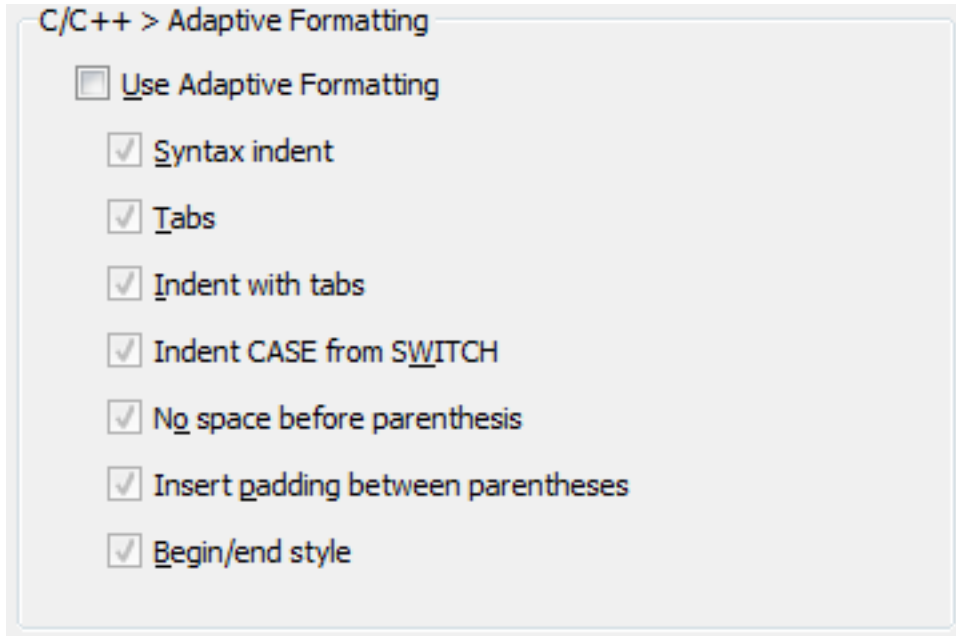 C/C++ > Adaptive Formatting
Use Adaptive Formatting
Syntax indent
Tabs
Indent with tabs
Indent CASE from SWITCH
No space before parenthesis
Insert padding between parentheses
Begin/end style